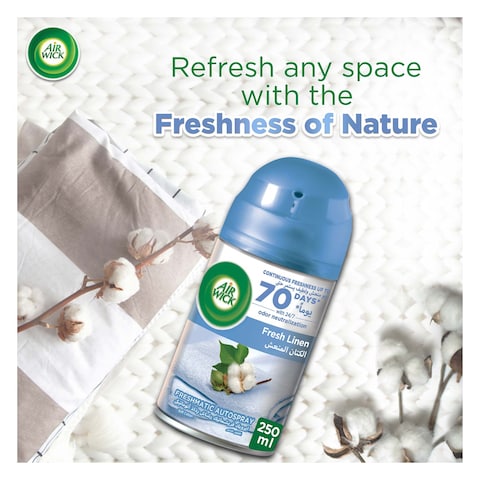 AIR
WICK
Refresh any space
with the
Freshness of Nature
AIR
WICK
CONTINUOUS FRESHNESS UP TO
70 DAYS*
يوماً*
with 24/7
odor neutralization
Fresh Linen
الكتان المنعش
FRESHMATIC AUTOSPRAY
250
ml